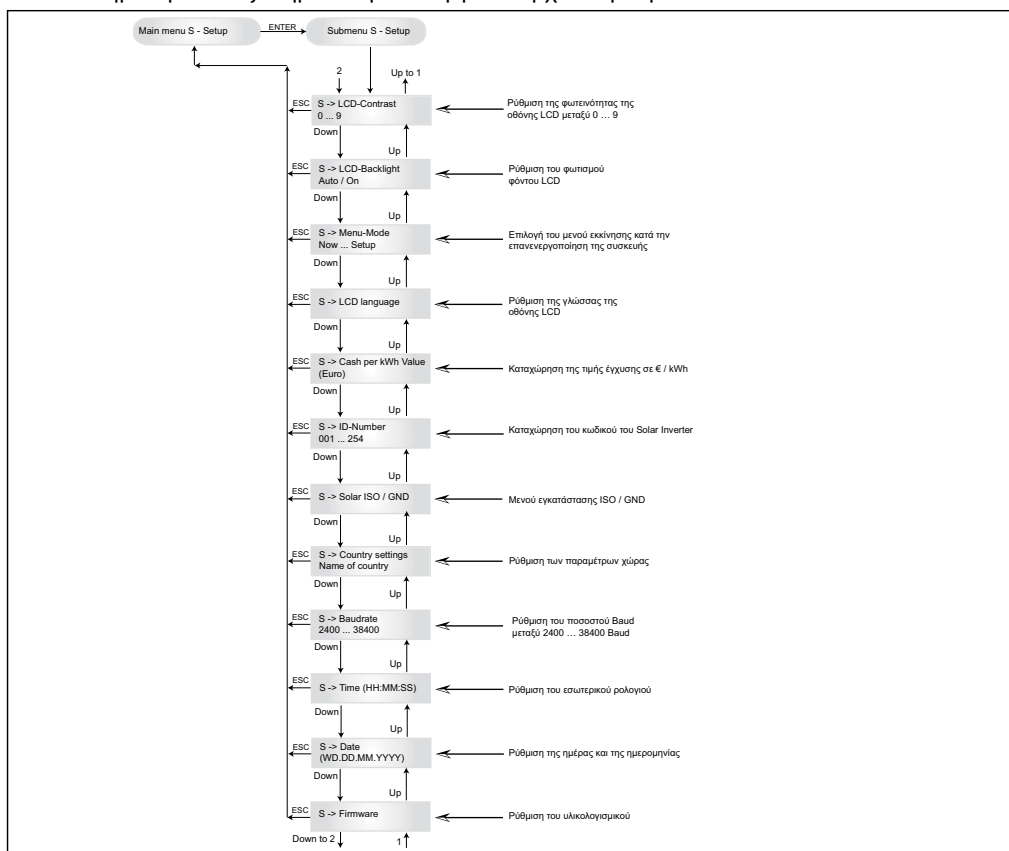 Main menu S - Setup
ENTER
Submenu S - Setup
2
Up to 1
ESC
S -> LCD-Contrast
0 ... 9
Ρύθμιση της φωτεινότητας της
οθόνης LCD μεταξύ 0 … 9
Down
Up
ESC
S -> LCD-Backlight
Auto / On
Ρύθμιση του φωτισμού
φόντου LCD
Down
Up
ESC
S -> Menu-Mode
Now ... Setup
Επιλογή του μενού εκκίνησης κατά την
επανενεργοποίηση της συσκευής
Down
Up
ESC
S -> LCD language
Ρύθμιση της γλώσσας της
οθόνης LCD
Down
Up
ESC
S -> Cash per kWh Value
(Euro)
Καταχώρηση της τιμής έγχυσης σε € / kWh
Down
Up
ESC
S -> ID-Number
001 ... 254
Καταχώρηση του κωδικού του Solar Inverter
Down
Up
ESC
S -> Solar ISO / GND
Μενού εγκατάστασης ISO / GND
Down
Up
ESC
S -> Country settings
Name of country
Ρύθμιση των παραμέτρων χώρας
Down
Up
ESC
S -> Baudrate
2400 ... 38400
Ρύθμιση του ποσοστού Baud
μεταξύ 2400 … 38400 Baud
Down
Up
ESC
S -> Time (HH:MM:SS)
Ρύθμιση του εσωτερικού ρολογιού
Down
Up
ESC
S -> Date
(WD.DD.MM.YYYY)
Ρύθμιση της ημέρας και της ημερομηνίας
Down
Up
ESC
S -> Firmware
Ρύθμιση του υλικολογισμικού
Down to 2
1